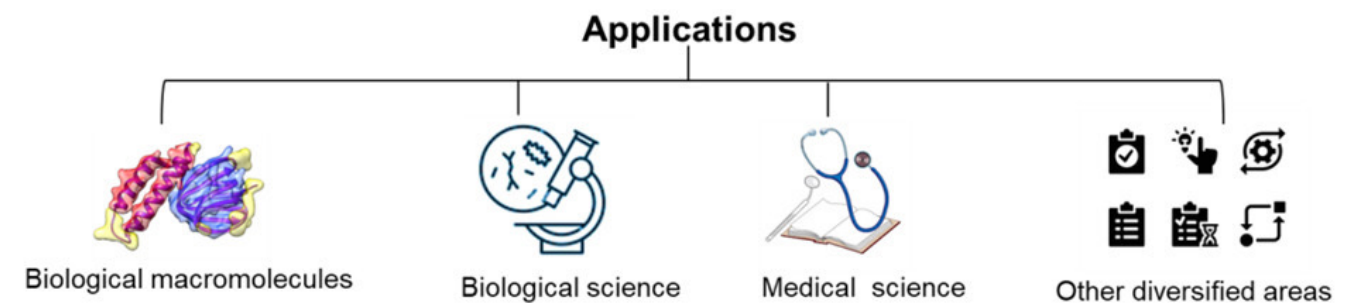 Applications
Biological macromolecules
Biological science
Medical science
Other diversified areas